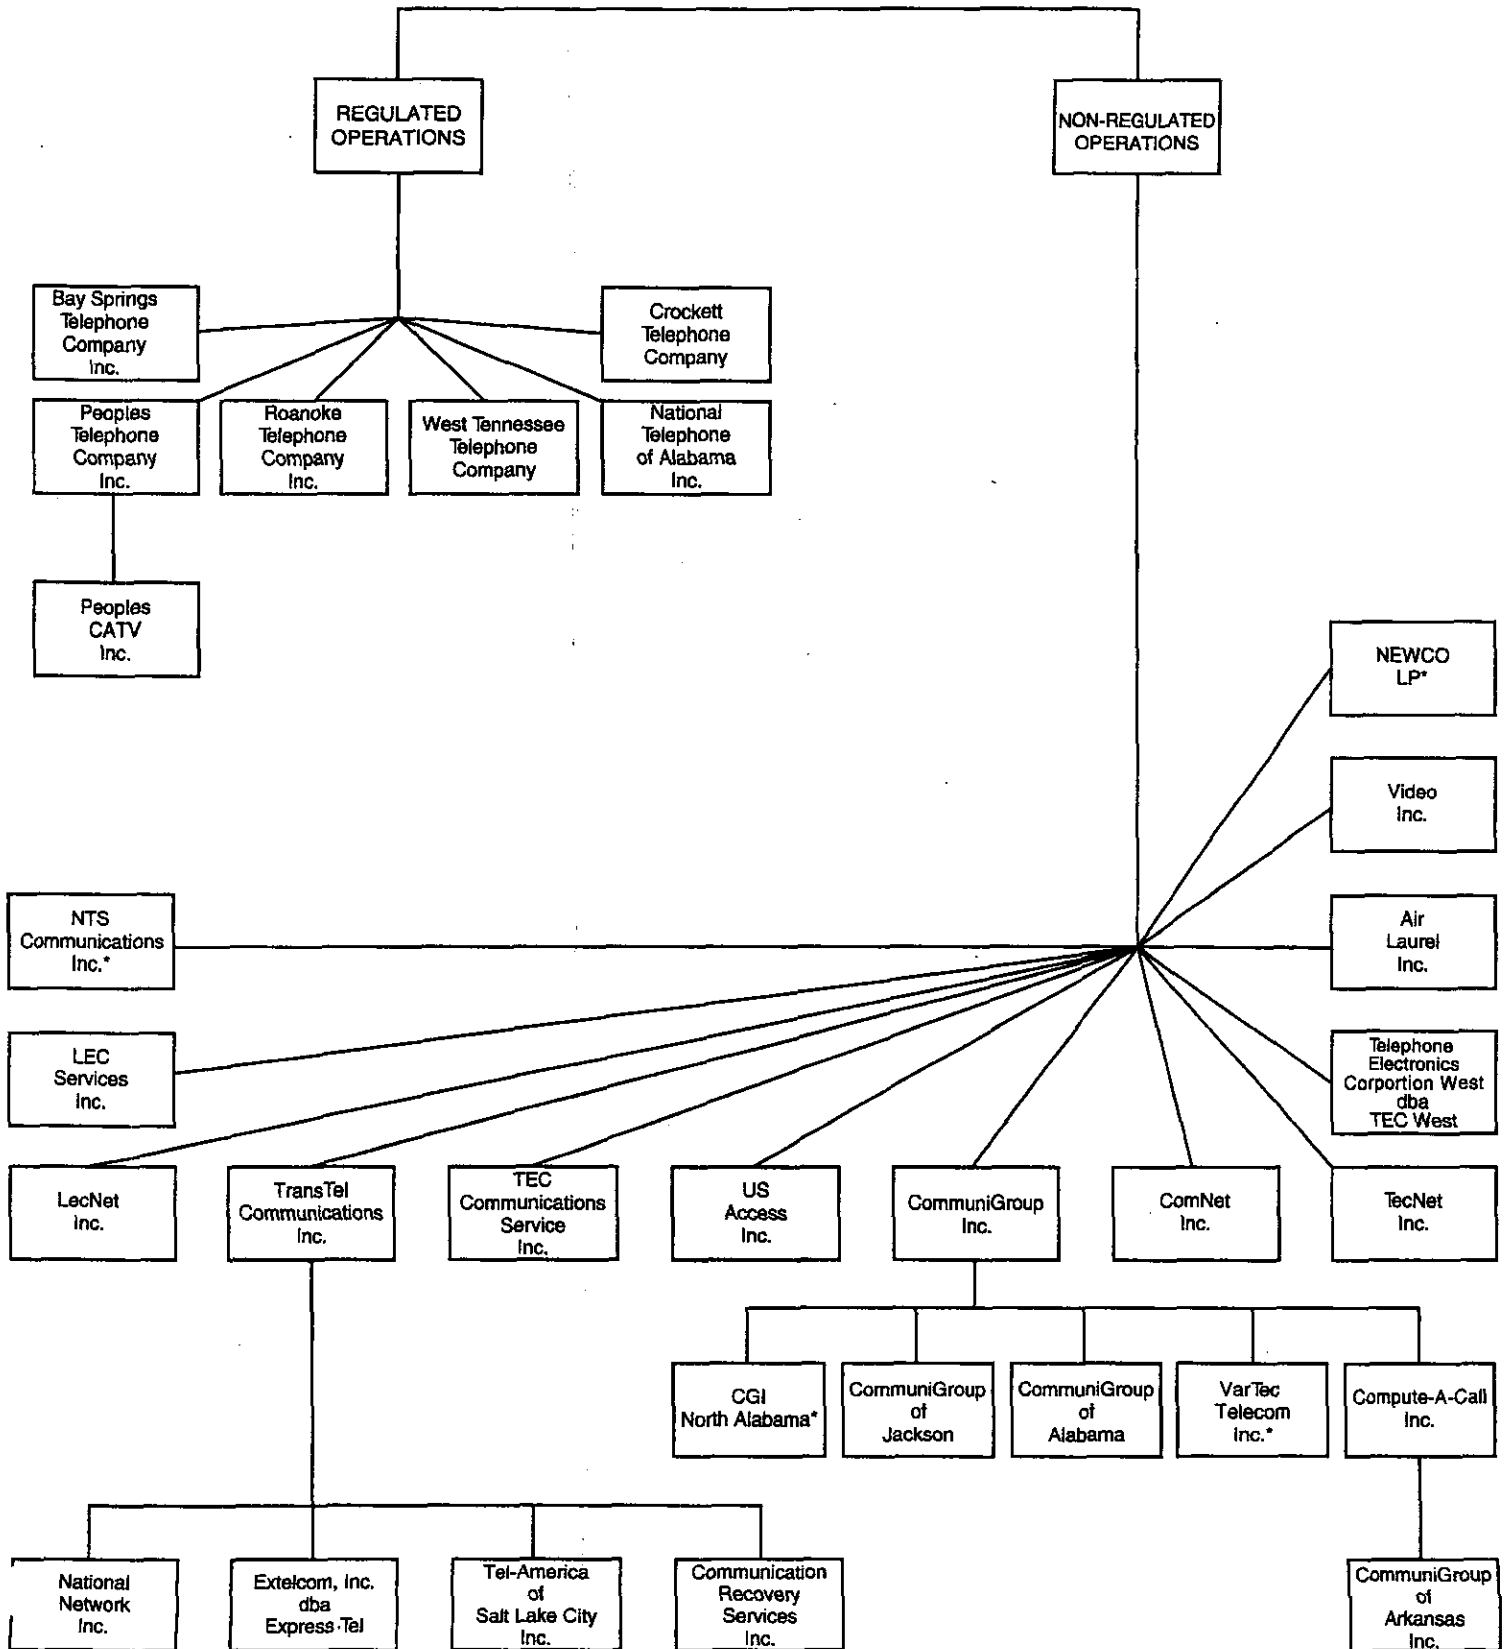 REGULATED
OPERATIONS
NON-REGULATED
OPERATIONS
Bay Springs
Telephone
Company
Inc.
Crockett
Telephone
Company
Peoples
Telephone
Company
Inc.
Roanoke
Telephone
Company
Inc.
West Tennessee
Telephone
Company
National
Telephone
of Alabama
Inc.
Peoples
CATV
Inc.
NEWCO
LP*
Video
Inc.
NTS
Communications
Inc.*
Air
Laurel
Inc.
LEC
Services
Inc.
Telephone
Electronics
Corportion West
dba
TEC West
LecNet
Inc.
TransTel
Communications
Inc.
TEC
Communications
Service
Inc.
US
Access
Inc.
CommuniGroup
Inc.
ComNet
Inc.
TecNet
Inc.
CGI
North Alabama*
CommuniGroup
of
Jackson
CommuniGroup
of
Alabama
VarTec
Telecom
Inc.*
Compute-A-Call
Inc.
National
Network
Inc.
Extelcom, Inc.
dba
Express-Tel
Tel-America
of
Salt Lake City
Inc.
Communication
Recovery
Services
Inc.
CommuniGroup
of
Arkansas
Inc.